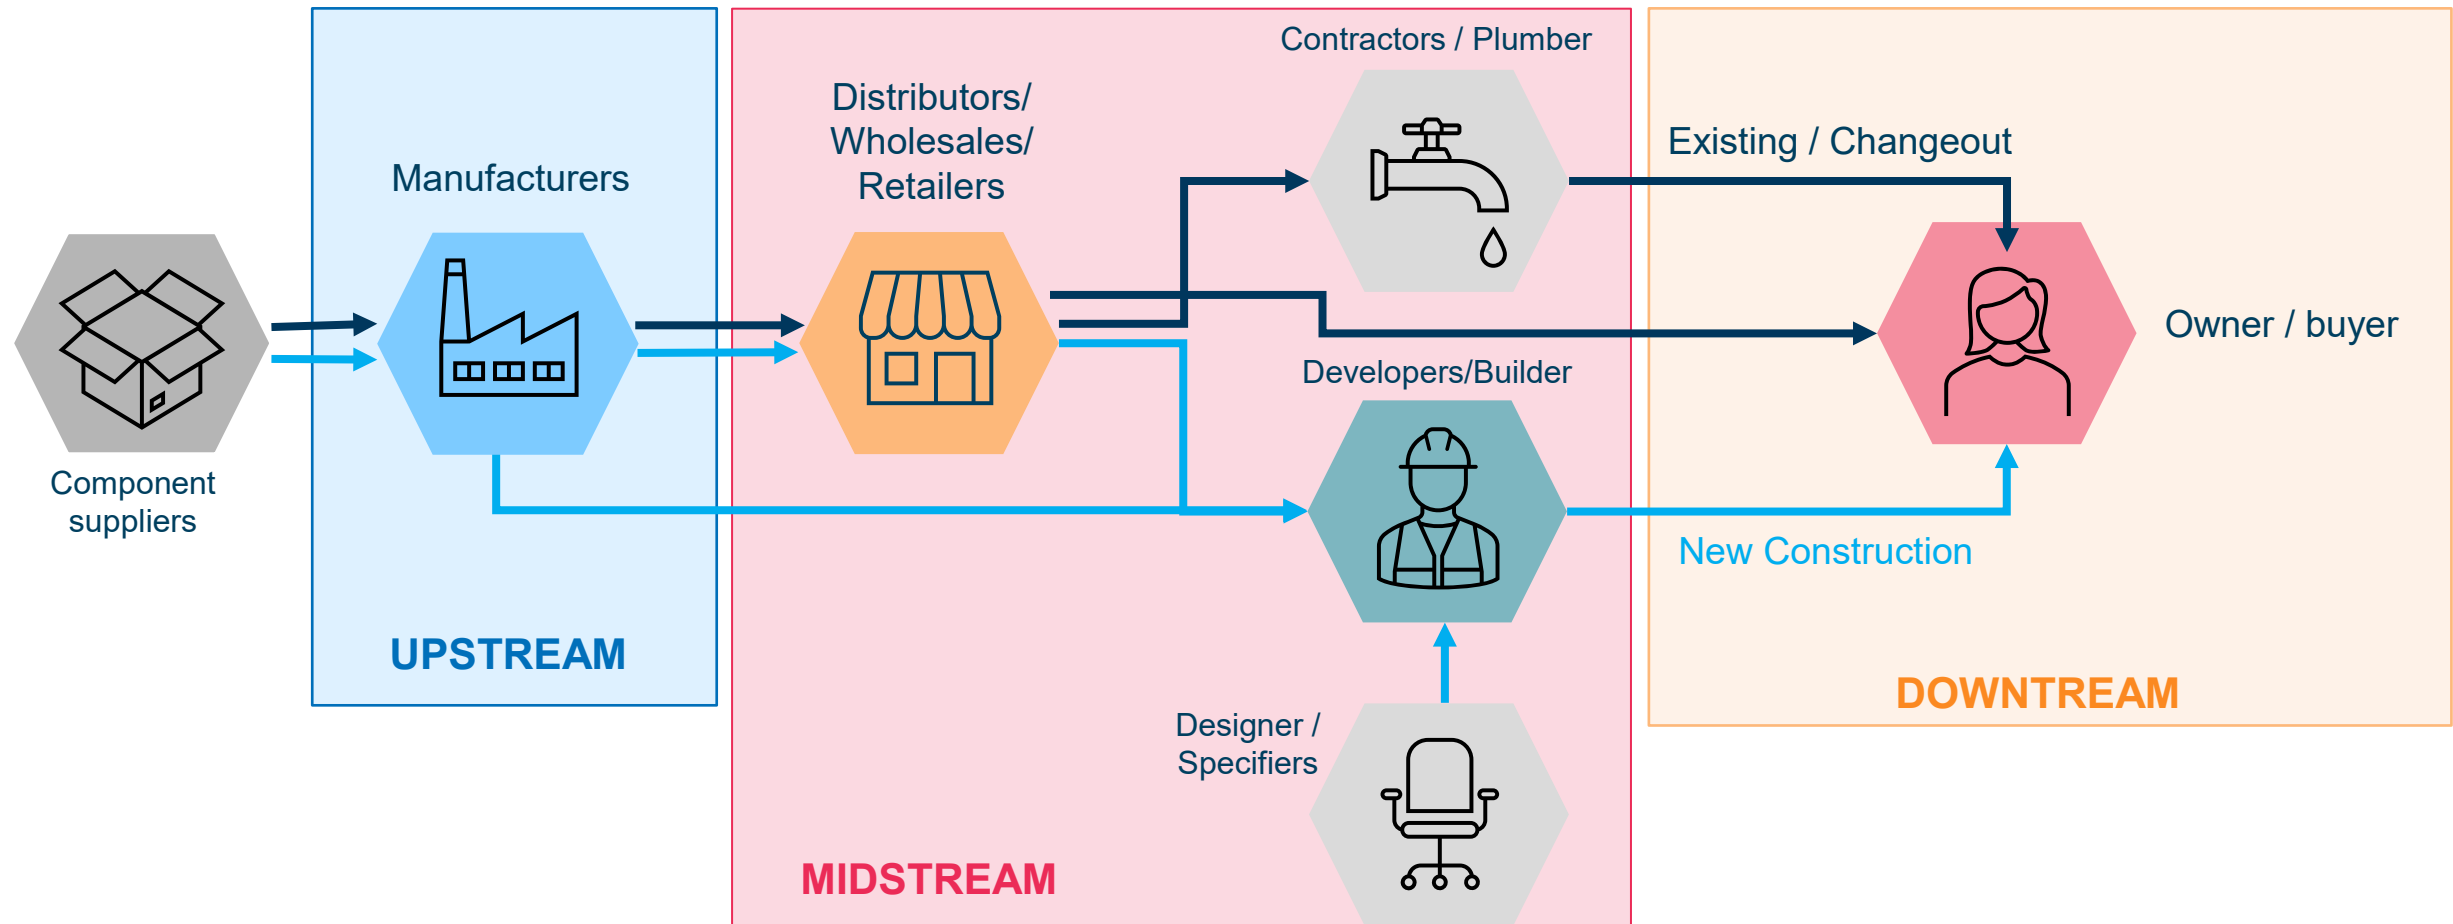 Contractors / Plumber
Distributors/
Wholesales/
Retailers
Existing / Changeout
Manufacturers
Owner / buyer
Developers/Builder
Component
suppliers
New Construction
UPSTREAM
DOWNTREAM
Designer /
Specifiers
MIDSTREAM